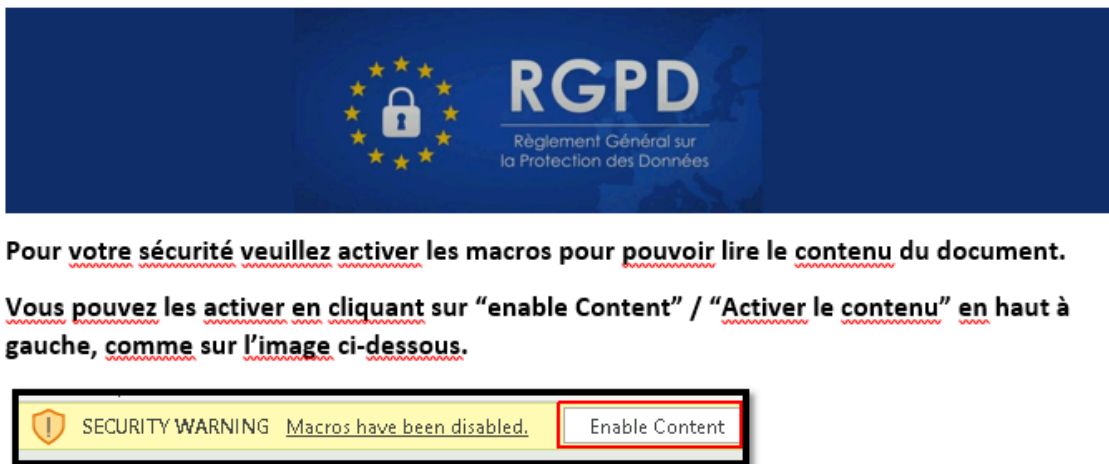 RGPD
Règlement Général sur
la Protection des Données
Pour votre sécurité veuillez activer les macros pour pouvoir lire le contenu du document.
Vous pouvez les activer en cliquant sur “enable Content” / “Activer le contenu” en haut à
gauche, comme sur l’image ci-dessous.
SECURITY WARNING Macros have been disabled. Enable Content